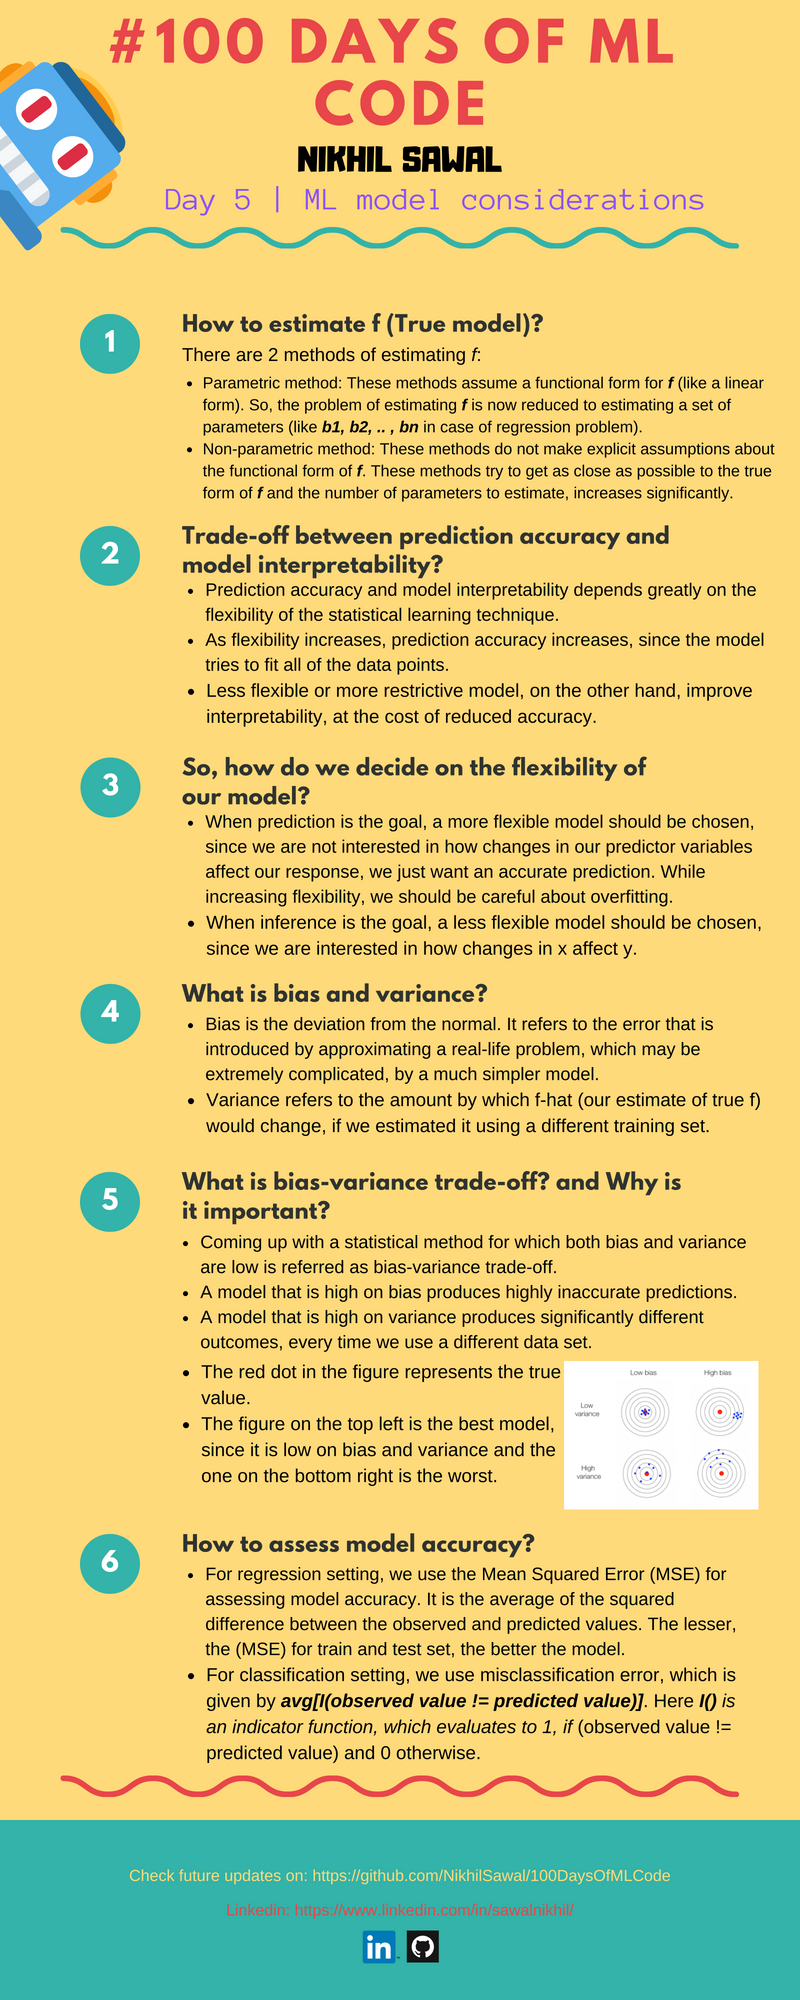 #100 DAYS OF ML
CODE
NIKHIL SAWAL
Day 5 | ML model considerations
1
How to estimate f (True model)?
There are 2 methods of estimating f:
• Parametric method: These methods assume a functional form for f (like a linear
form). So, the problem of estimating f is now reduced to estimating a set of
parameters (like b1, b2, .. , bn in case of regression problem).
• Non-parametric method: These methods do not make explicit assumptions about
the functional form of f. These methods try to get as close as possible to the true
form of f and the number of parameters to estimate, increases significantly.
2
Trade-off between prediction accuracy and
model interpretability?
• Prediction accuracy and model interpretability depends greatly on the
flexibility of the statistical learning technique.
• As flexibility increases, prediction accuracy increases, since the model
tries to fit all of the data points.
• Less flexible or more restrictive model, on the other hand, improve
interpretability, at the cost of reduced accuracy.
3
So, how do we decide on the flexibility of
our model?
• When prediction is the goal, a more flexible model should be chosen,
since we are not interested in how changes in our predictor variables
affect our response, we just want an accurate prediction. While
increasing flexibility, we should be careful about overfitting.
• When inference is the goal, a less flexible model should be chosen,
since we are interested in how changes in x affect y.
4
What is bias and variance?
• Bias is the deviation from the normal. It refers to the error that is
introduced by approximating a real-life problem, which may be
extremely complicated, by a much simpler model.
• Variance refers to the amount by which f-hat (our estimate of true f)
would change, if we estimated it using a different training set.
5
What is bias-variance trade-off? and Why is
it important?
• Coming up with a statistical method for which both bias and variance
are low is referred as bias-variance trade-off.
• A model that is high on bias produces highly inaccurate predictions.
• A model that is high on variance produces significantly different
outcomes, every time we use a different data set.
• The red dot in the figure represents the true
value.
• The figure on the top left is the best model,
since it is low on bias and variance and the
one on the bottom right is the worst.
Low bias High bias
Low
variance
High
variance
6
How to assess model accuracy?
• For regression setting, we use the Mean Squared Error (MSE) for
assessing model accuracy. It is the average of the squared
difference between the observed and predicted values. The lesser,
the (MSE) for train and test set, the better the model.
• For classification setting, we use misclassification error, which is
given by avg[I(observed value != predicted value)]. Here I() is
an indicator function, which evaluates to 1, if (observed value !=
predicted value) and 0 otherwise.
Check future updates on: https://github.com/NikhilSawal/100DaysOfMLCode
Linkedin: https://www.linkedin.com/in/sawalnikhil/
in